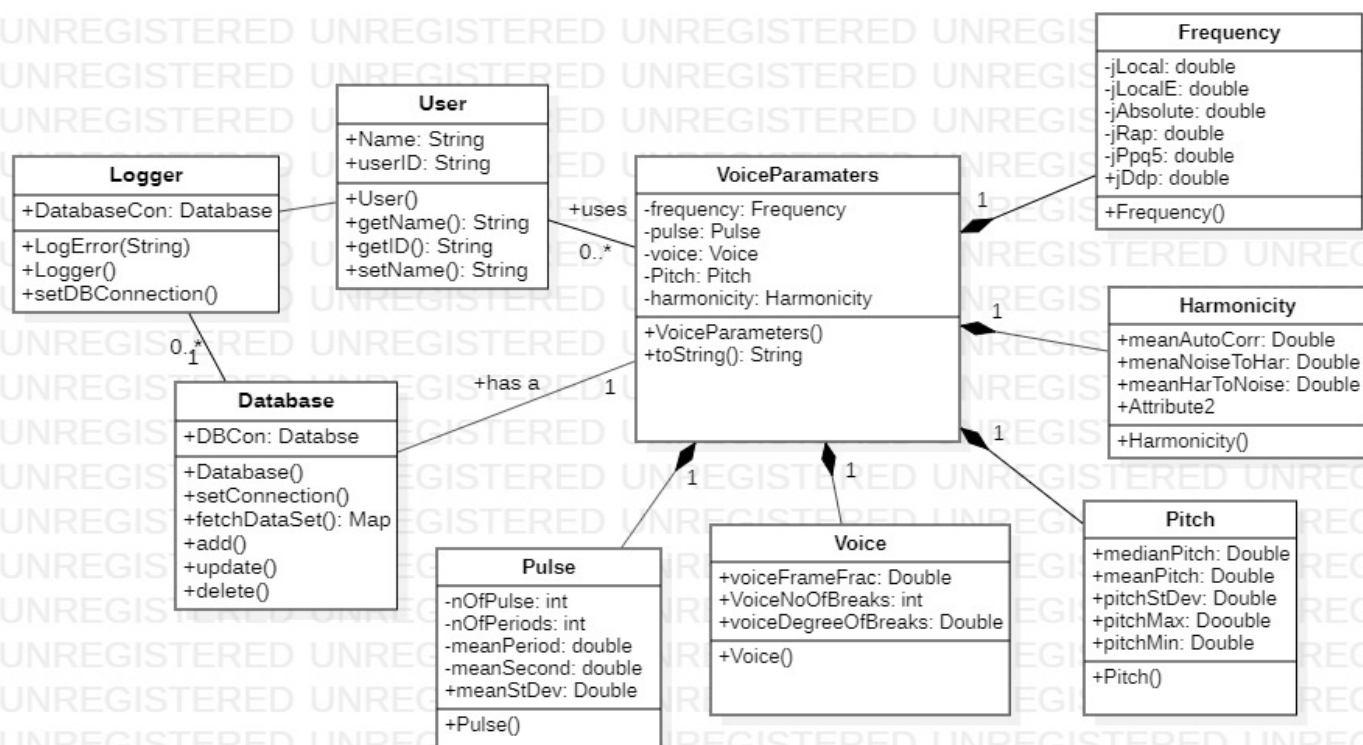 UNREGISTERED UNREGISTERED UNREGISTERED UNREGISTERED
Logger
+DatabaseCon: Database
+LogError(String)
+Logger()
+setDBConnection()
User
+Name: String
+userID: String
+User()
+getName(): String
+getID(): String
+setName(): String
+uses
0..*
VoiceParamaters
-frequency: Frequency
-pulse: Pulse
-voice: Voice
-Pitch: Pitch
-harmonicity: Harmonicity
+VoiceParameters()
+toString(): String
Frequency
-jLocal: double
-jLocalE: double
-jAbsolute: double
-jRap: double
-jPpq5: double
+jDdp: double
+Frequency()
1
Harmonicity
+meanAutoCorr: Double
+menaNoiseToHar: Double
+meanHarToNoise: Double
+Attribute2
+Harmonicity()
1
0..*
1
Database
+DBCon: Databse
+Database()
+setConnection()
+fetchDataSet(): Map
+add()
+update()
+delete()
+has a
1
Pulse
-nOfPulse: int
-nOfPeriods: int
-meanPeriod: double
-meanSecond: double
+meanStDev: Double
+Pulse()
1
Voice
+voiceFrameFrac: Double
+VoiceNoOfBreaks: int
+voiceDegreeOfBreaks: Double
+Voice()
1
Pitch
+medianPitch: Double
+meanPitch: Double
+pitchStDev: Double
+pitchMax: Doouble
+pitchMin: Double
+Pitch()
1